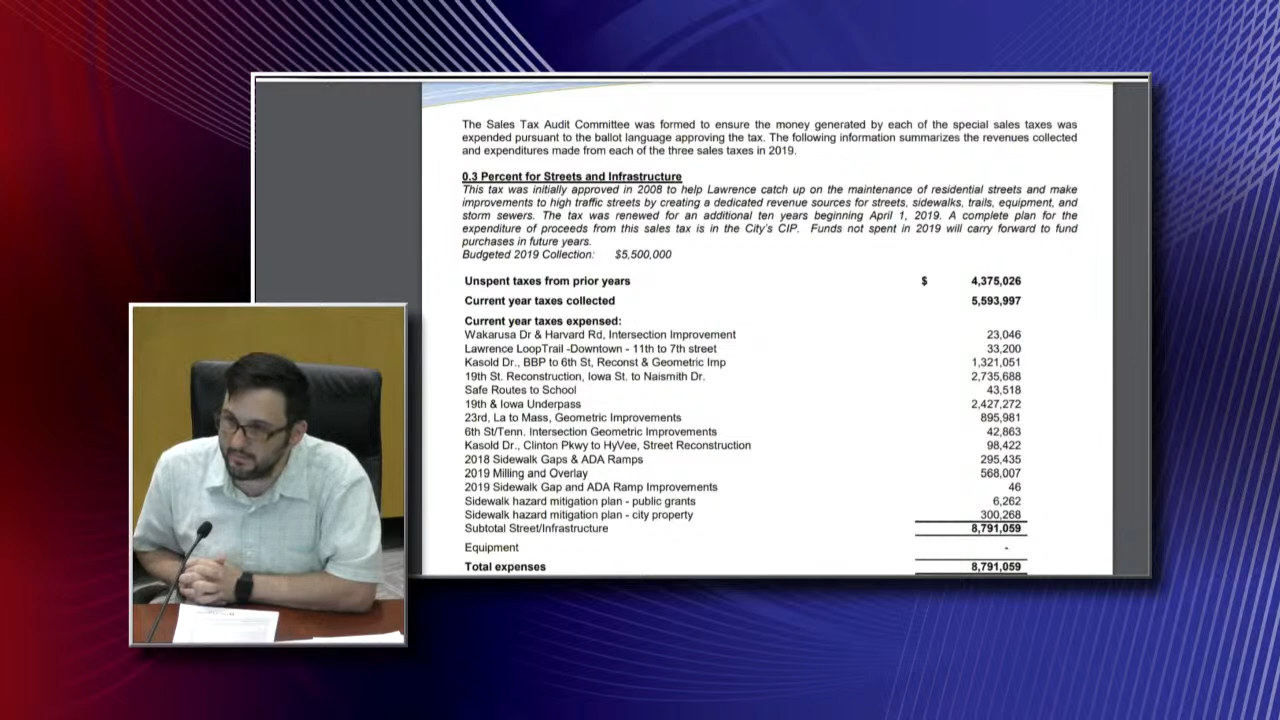 The Sales Tax Audit Committee was formed to ensure the money generated by each of the special sales taxes was
expended pursuant to the ballot language approving the tax. The following information summarizes the revenues collected
and expenditures made from each of the three sales taxes in 2019.
0.3 Percent for Streets and Infrastructure
This tax was initially approved in 2008 to help Lawrence catch up on the maintenance of residential streets and make
improvements to high traffic streets by creating a dedicated revenue sources for streets, sidewalks, trails, equipment, and
storm sewers. The tax was renewed for an additional ten years beginning April 1, 2019. A complete plan for the
expenditure of proceeds from this sales tax is in the City's CIP. Funds not spent in 2019 will carry forward to fund
purchases in future years.
Budgeted 2019 Collection: $5,500,000
Unspent taxes from prior years $ 4,375,026
Current year taxes collected 5,593,997
Current year taxes expensed:
Wakarusa Dr & Harvard Rd, Intersection Improvement 23,046
Lawrence LoopTrail -Downtown - 11th to 7th street 33,200
Kasold Dr., BBP to 6th St, Reconst & Geometric Imp 1,321,051
19th St. Reconstruction, Iowa St. to Naismith Dr. 2,735,688
Safe Routes to School 43,518
19th & Iowa Underpass 2,427,272
23rd, La to Mass, Geometric Improvements 895,981
6th St/Tenn. Intersection Geometric Improvements 42,863
Kasold Dr., Clinton Pkwy to HyVee, Street Reconstruction 98,422
2018 Sidewalk Gaps & ADA Ramps 295,435
2019 Milling and Overlay 568,007
2019 Sidewalk Gap and ADA Ramp Improvements 46
Sidewalk hazard mitigation plan - public grants 6,262
Sidewalk hazard mitigation plan - city property 300,268
Subtotal Street/Infrastructure 8,791,059
Equipment -
Total expenses 8,791,059